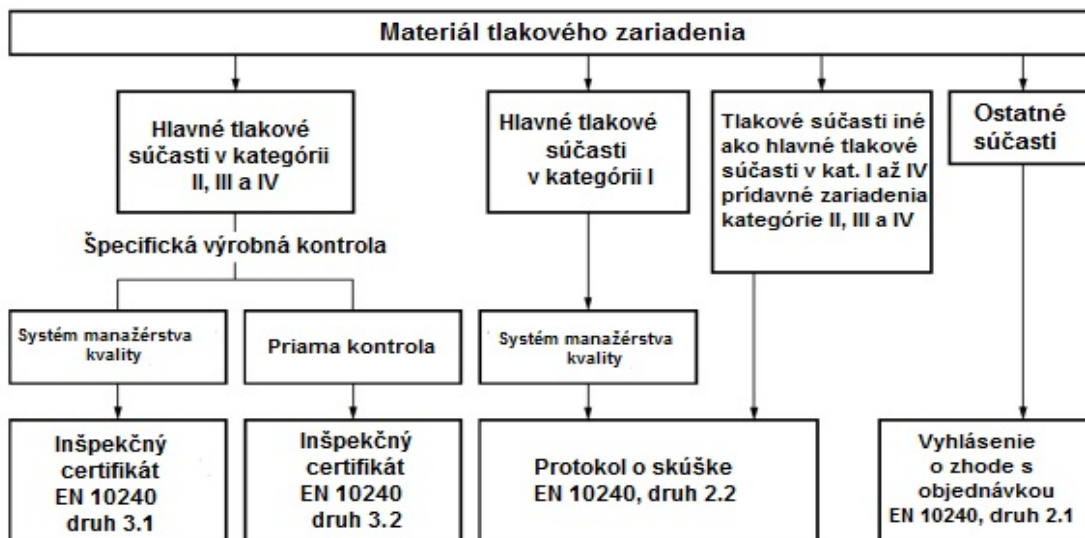 Materiál tlakového zariadenia
Hlavné tlakové
súčasti v kategórii
II, III a IV
Hlavné tlakové
súčasti
v kategórii I
Tlakové súčasti iné
ako hlavné tlakové
súčasti v kat. I až IV
prídavné zariadenia
kategórie II, III a IV
Ostatné
súčasti
Špecifická výrobná kontrola
Systém manažérstva
kvality
Priama kontrola
Systém manažérstva
kvality
Inšpekčný
certifikát
EN 10240
druh 3.1
Inšpekčný
certifikát
EN 10240
druh 3.2
Protokol o skúške
EN 10240, druh 2.2
Vyhlásenie
o zhode s
objednávkou
EN 10240, druh 2.1